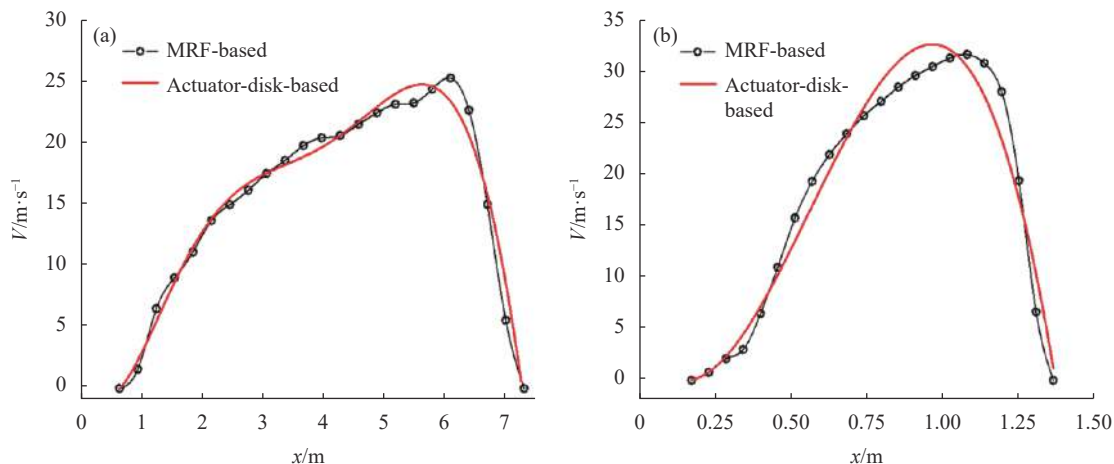 30
25
20
15
10
5
0
V/m·s⁻¹
(a)
MRF-based
Actuator-disk-based
0 1 2 3 4 5 6 7
x/m
40
35
30
25
20
15
10
5
0
V/m·s⁻¹
(b)
MRF-based
Actuator-disk-
based
0 0.25 0.50 0.75 1.00 1.25 1.50
x/m